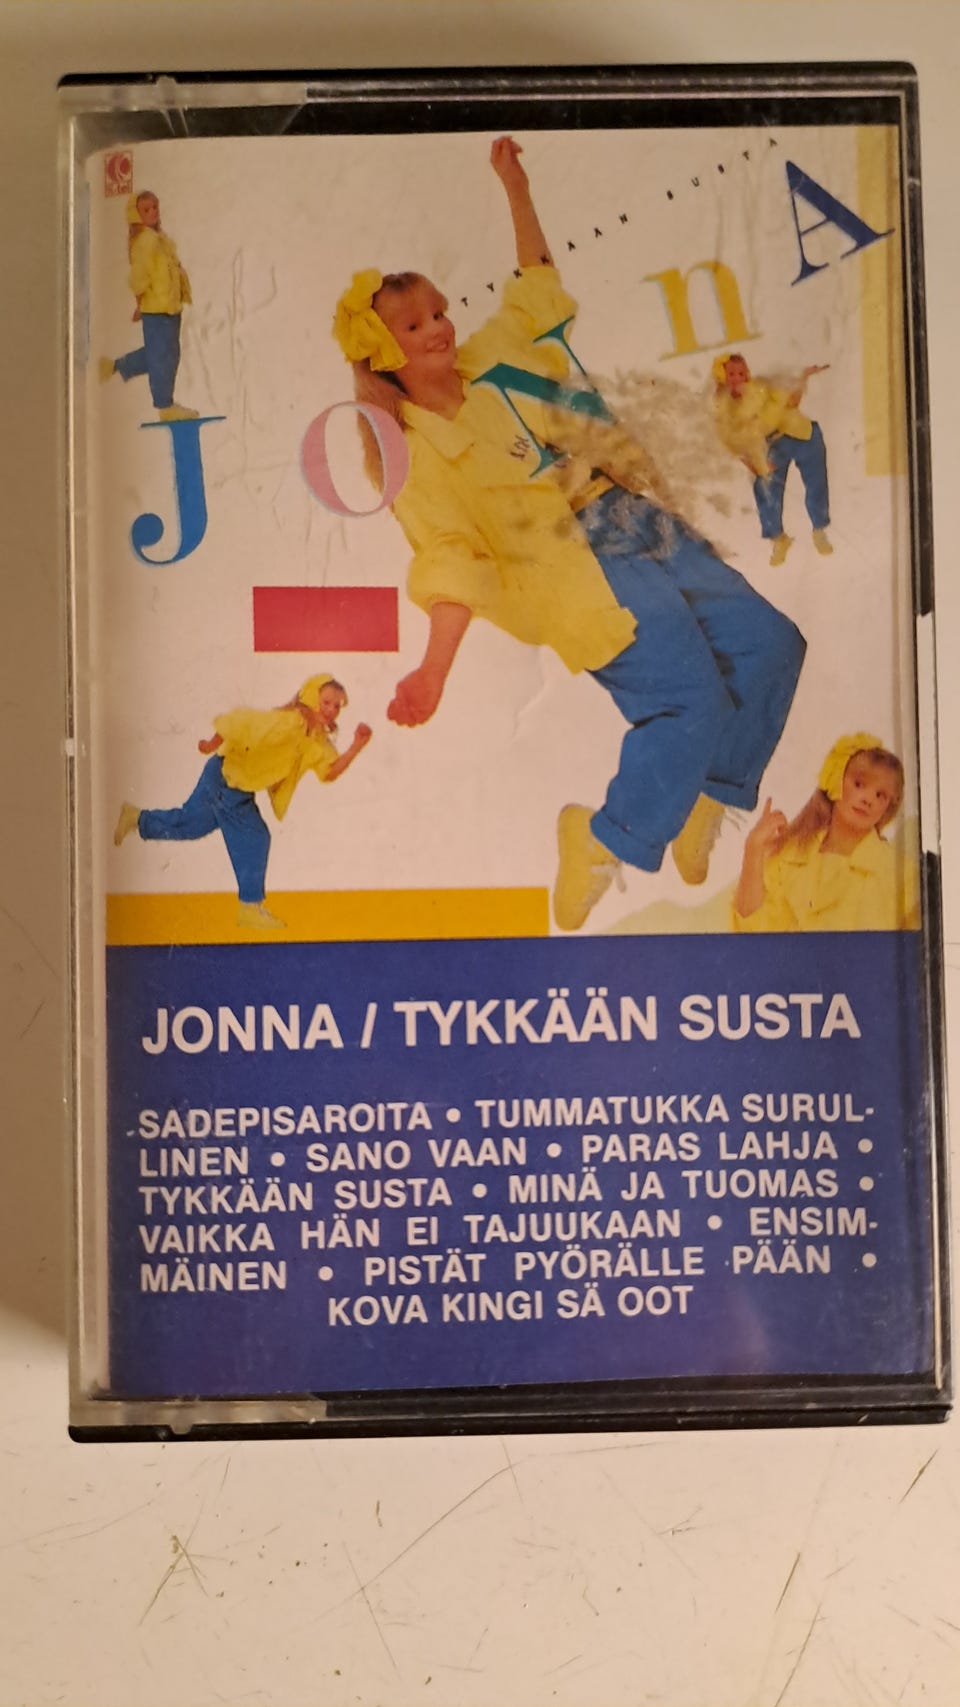 K-tel
TYKKÄÄN SUSTA
JONnA
JONNA / TYKKÄÄN SUSTA
SADEPISAROITA • TUMMATUKKA SURUL-
LINEN • SANO VAAN • PARAS LAHJA •
TYKKÄÄN SUSTA • MINÄ JA TUOMAS •
VAIKKA HÄN EI TAJUUKAAN • ENSIM-
MÄINEN • PISTÄT PYÖRÄLLE PÄÄN •
KOVA KINGI SÄ OOT